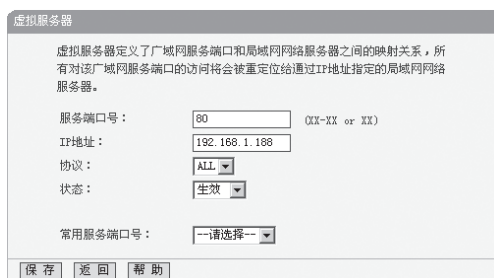 虚拟服务器
虚拟服务器定义了广域网服务端口和局域网网络服务器之间的映射关系，所
有对该广域网服务端口的访问将会被重定位给通过IP地址指定的局域网网络
服务器。
服务端口号： 80 (XX-XX or XX)
IP地址： 192.168.1.188
协议： ALL
状态： 生效
常用服务端口号： --请选择--
保 存 返 回 帮 助